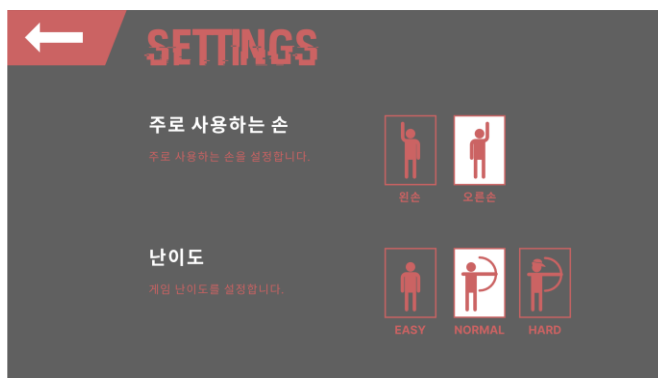 SETTINGS
주로 사용하는 손
주로 사용하는 손을 설정합니다.
왼손 오른손
난이도
게임 난이도를 설정합니다.
EASY NORMAL HARD